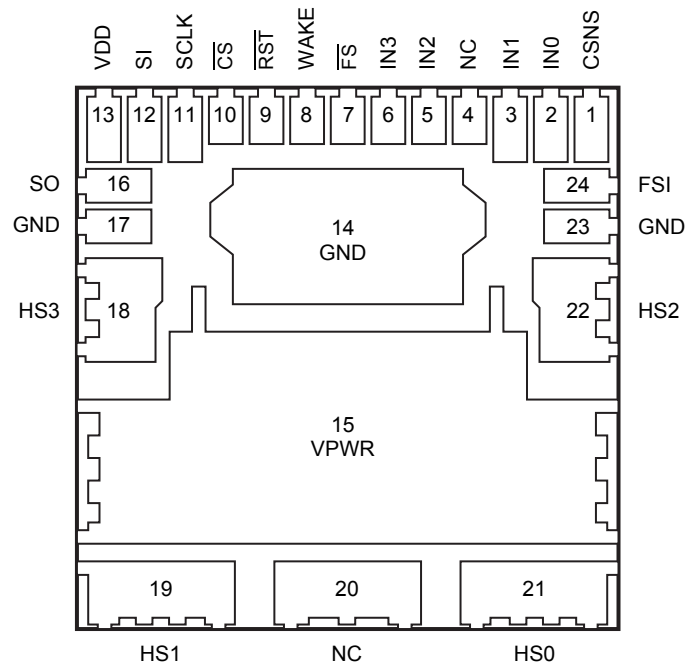 VDD SI SCLK CS RST WAKE FS IN3 IN2 NC IN1 IN0 CSNS
13 12 11 10 9 8 7 6 5 4 3 2 1
SO 16 24 FSI
GND 17 23 GND
14
GND
HS3 18 22 HS2
15
VPWR
19 20 21
HS1 NC HS0